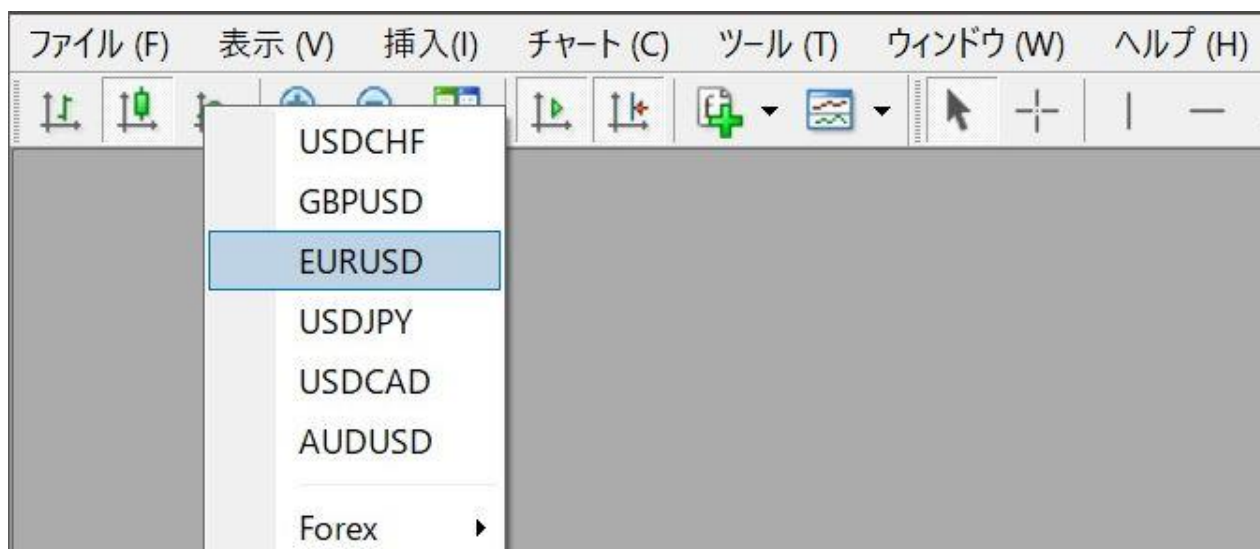 ファイル (F) 表示 (V) 挿入(I) チャート (C) ツール (T) ウィンドウ (W) ヘルプ (H)
USDCHF
GBPUSD
EURUSD
USDJPY
USDCAD
AUDUSD
Forex